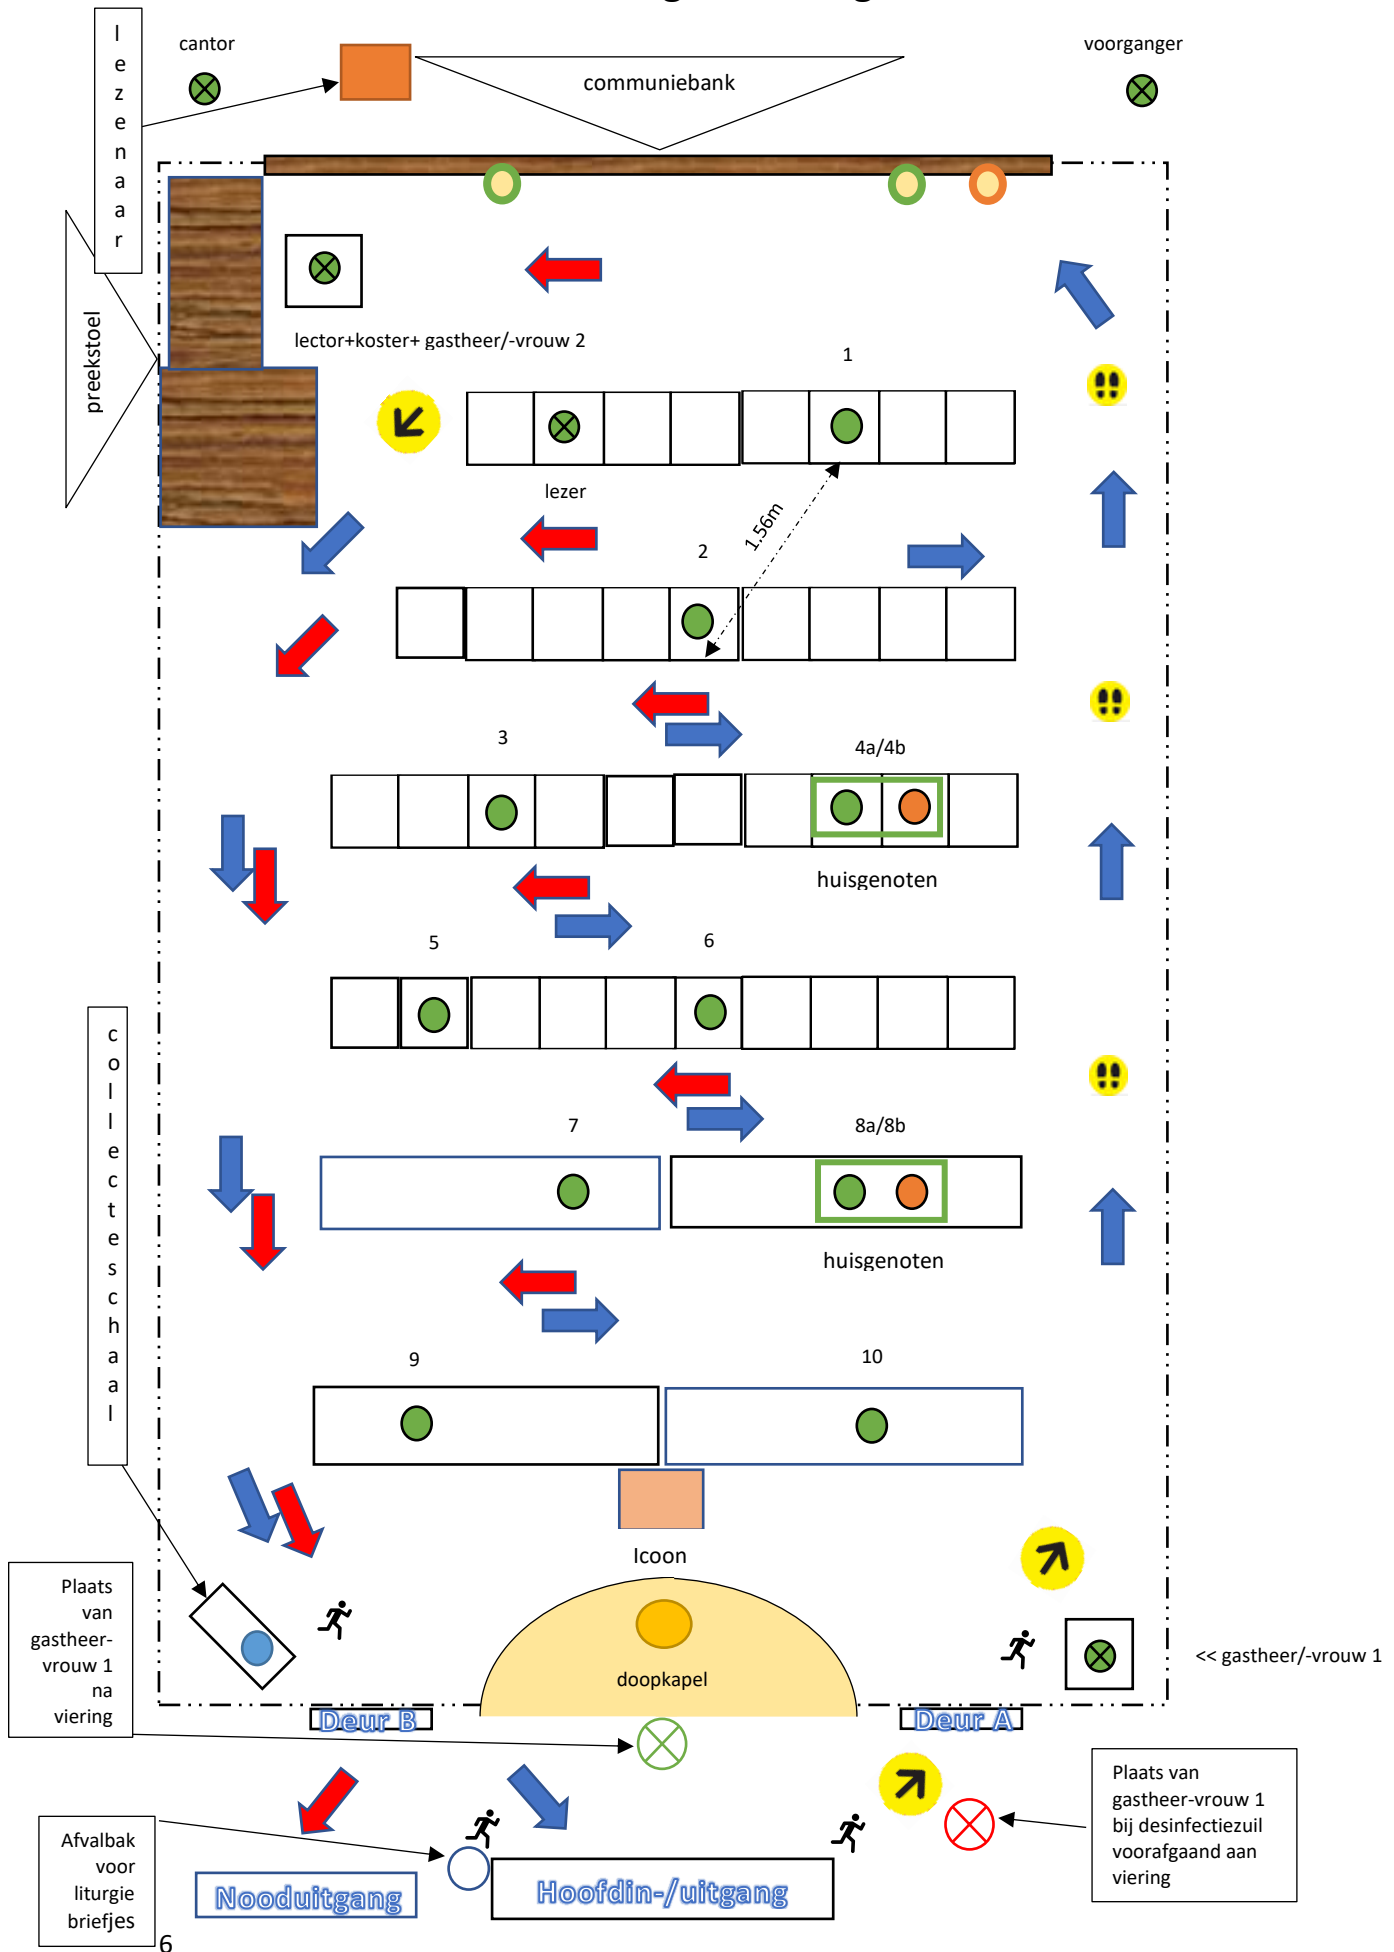 lezenaar
cantor
communiebank
voorganger
preekstoel
lector+koster+ gastheer/-vrouw 2
1
lezer
1.56m
2
3
4a/4b
huisgenoten
5
6
collecteschaal
7
8a/8b
huisgenoten
9
10
Icoon
doopkapel
Plaats
van
gastheer-
vrouw 1
na
viering
<< gastheer/-vrouw 1
Deur B
Deur A
Plaats van
gastheer-vrouw 1
bij desinfectiezuil
voorafgaand aan
viering
Afvalbak
voor
liturgie
briefjes
Nooduitgang
Hoofdin-/uitgang
6